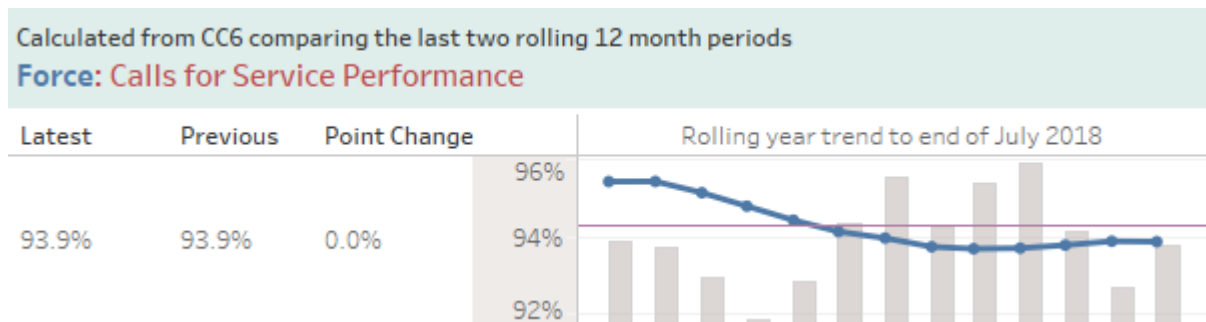 Calculated from CC6 comparing the last two rolling 12 month periods
Force: Calls for Service Performance
Latest Previous Point Change Rolling year trend to end of July 2018
96%
93.9% 93.9% 0.0% 94%
92%